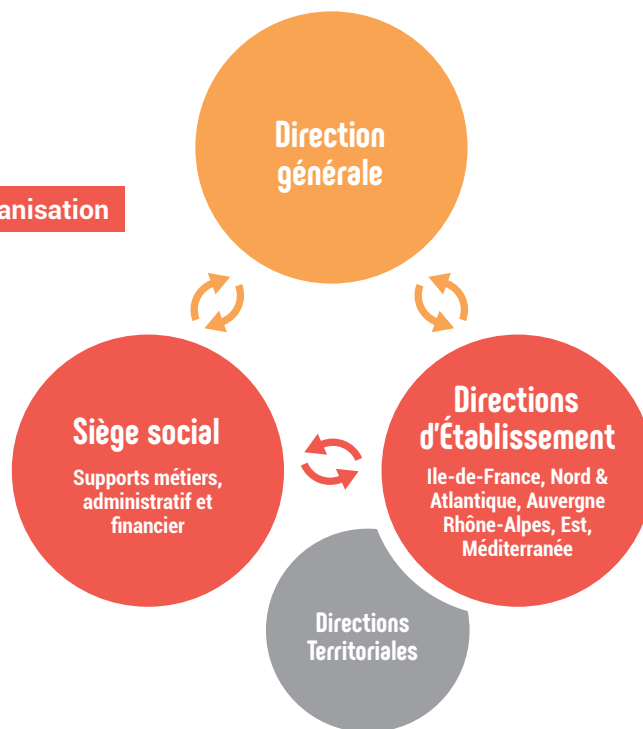 Direction
générale
anisation
Siège social
Supports métiers,
administratif et
financier
Directions
d'Établissement
Ile-de-France, Nord &
Atlantique, Auvergne
Rhône-Alpes, Est,
Méditerranée
Directions
Territoriales